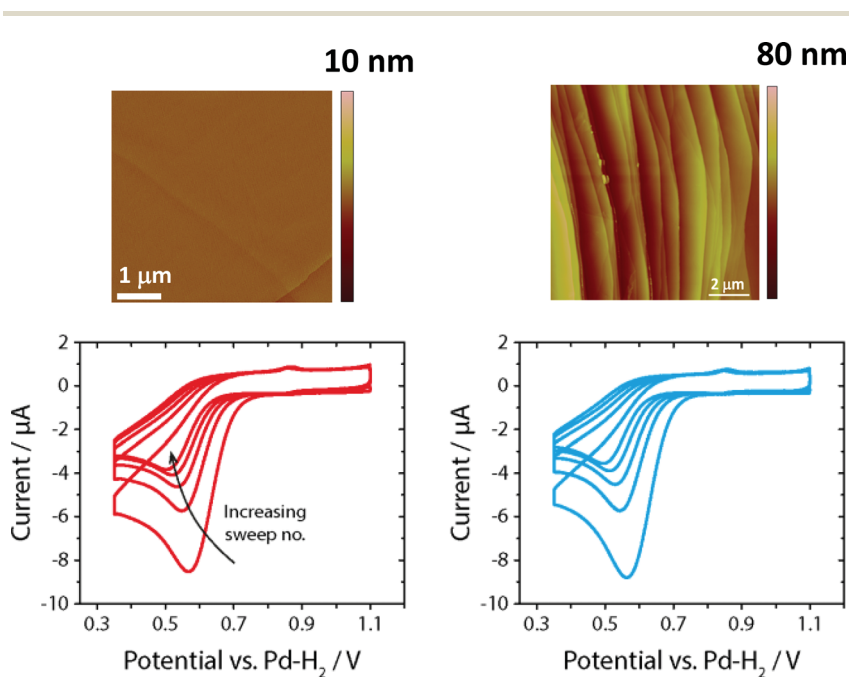 10 nm
80 nm
1 μm
2 μm
2
0
-2
-4
-6
-8
-10
Current / μA
Increasing
sweep no.
0.3 0.5 0.7 0.9 1.1
Potential vs. Pd-H₂ / V
2
0
-2
-4
-6
-8
-10
Current / μA
0.3 0.5 0.7 0.9 1.1
Potential vs. Pd-H₂ / V